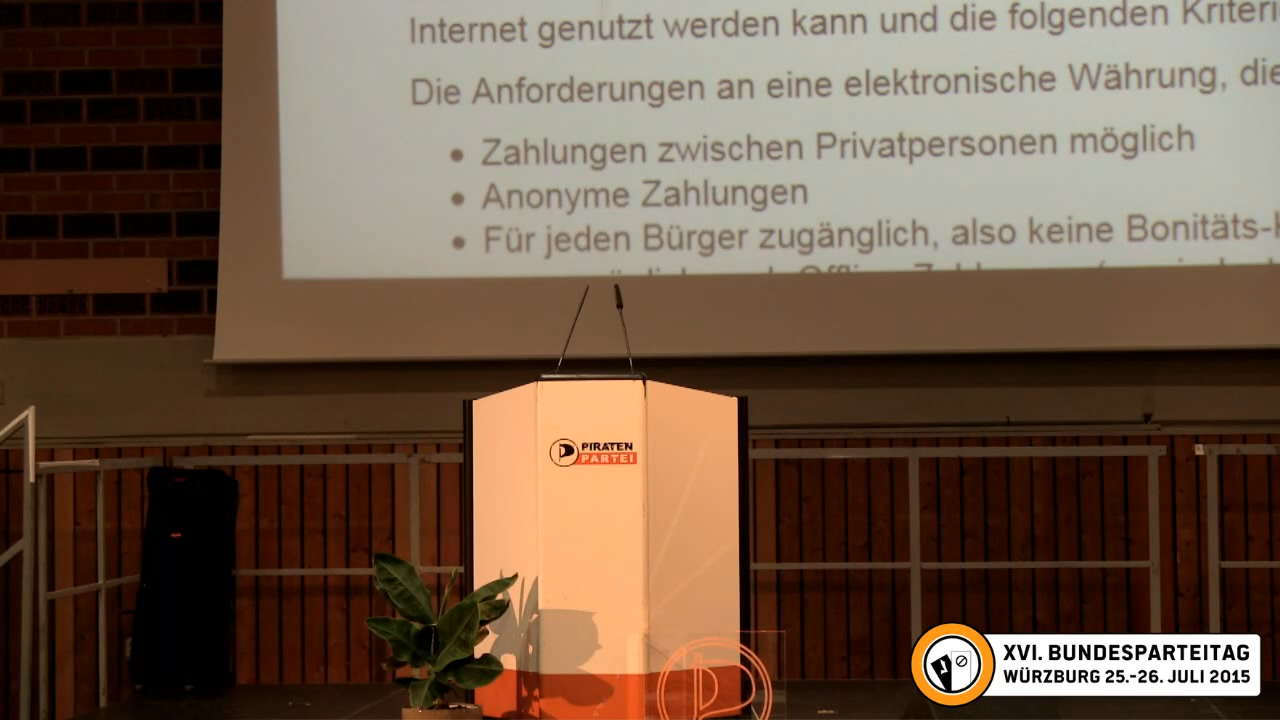 Internet genutzt werden kann und die folgenden
Die Anforderungen an eine elektronische Währung, die
• Zahlungen zwischen Privatpersonen möglich
• Anonyme Zahlungen
• Für jeden Bürger zugänglich, also keine Bonitäts-
PIRATEN
PARTEI
XVI. BUNDESPARTEITAG
WÜRZBURG 25.-26. JULI 2015